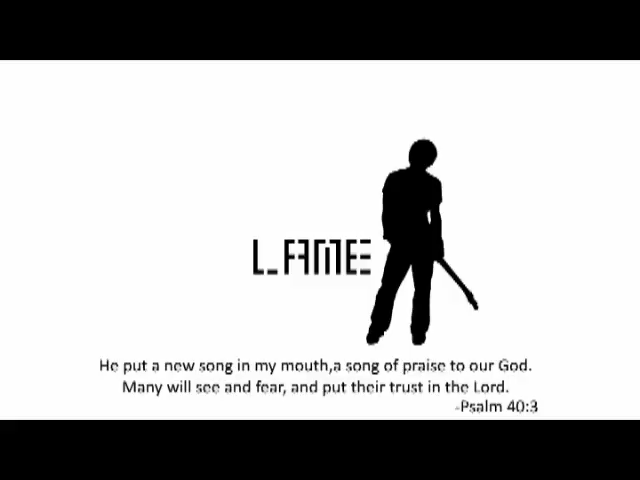 LAME
He put a new song in my mouth,a song of praise to our God.
Many will see and fear, and put their trust in the Lord.
-Psalm 40:3